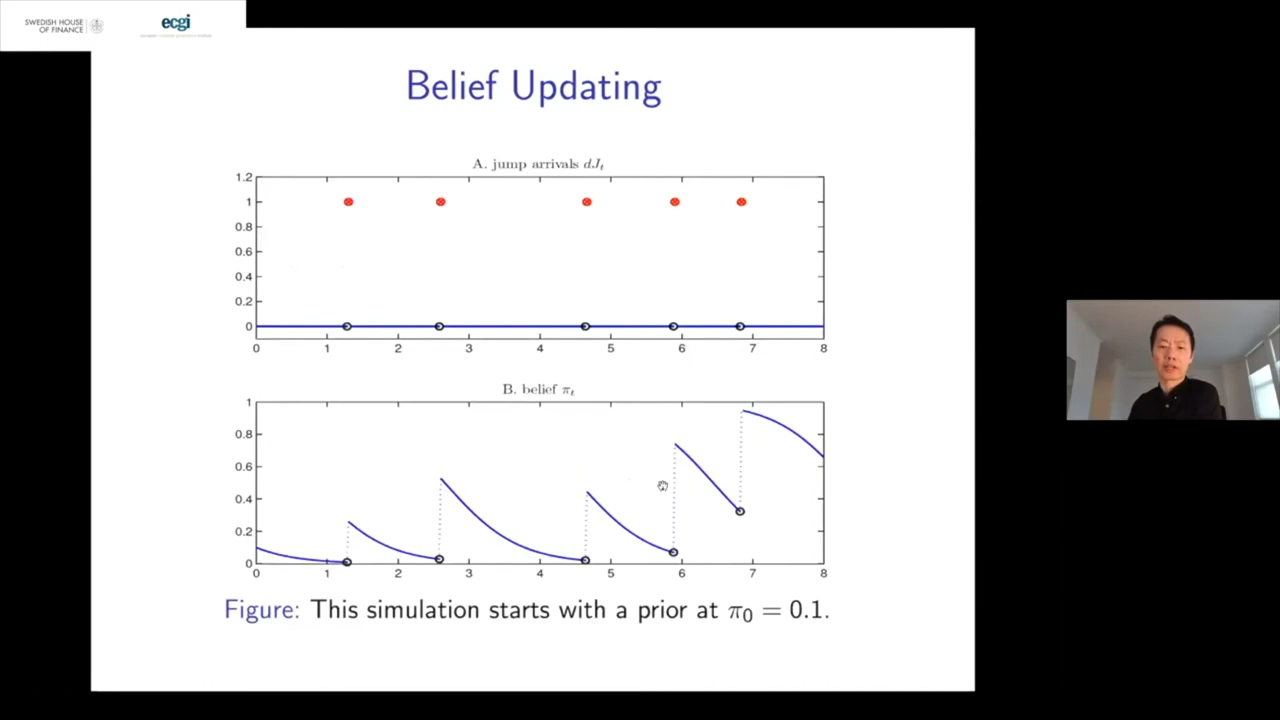 SWEDISH HOUSE
OF FINANCE
ecgi
Belief Updating
A. jump arrivals dJₜ
1.2
1
0.8
0.6
0.4
0.2
0
0 1 2 3 4 5 6 7 8
B. belief πₜ
1
0.8
0.6
0.4
0.2
0
0 1 2 3 4 5 6 7 8
Figure: This simulation starts with a prior at π₀ = 0.1.